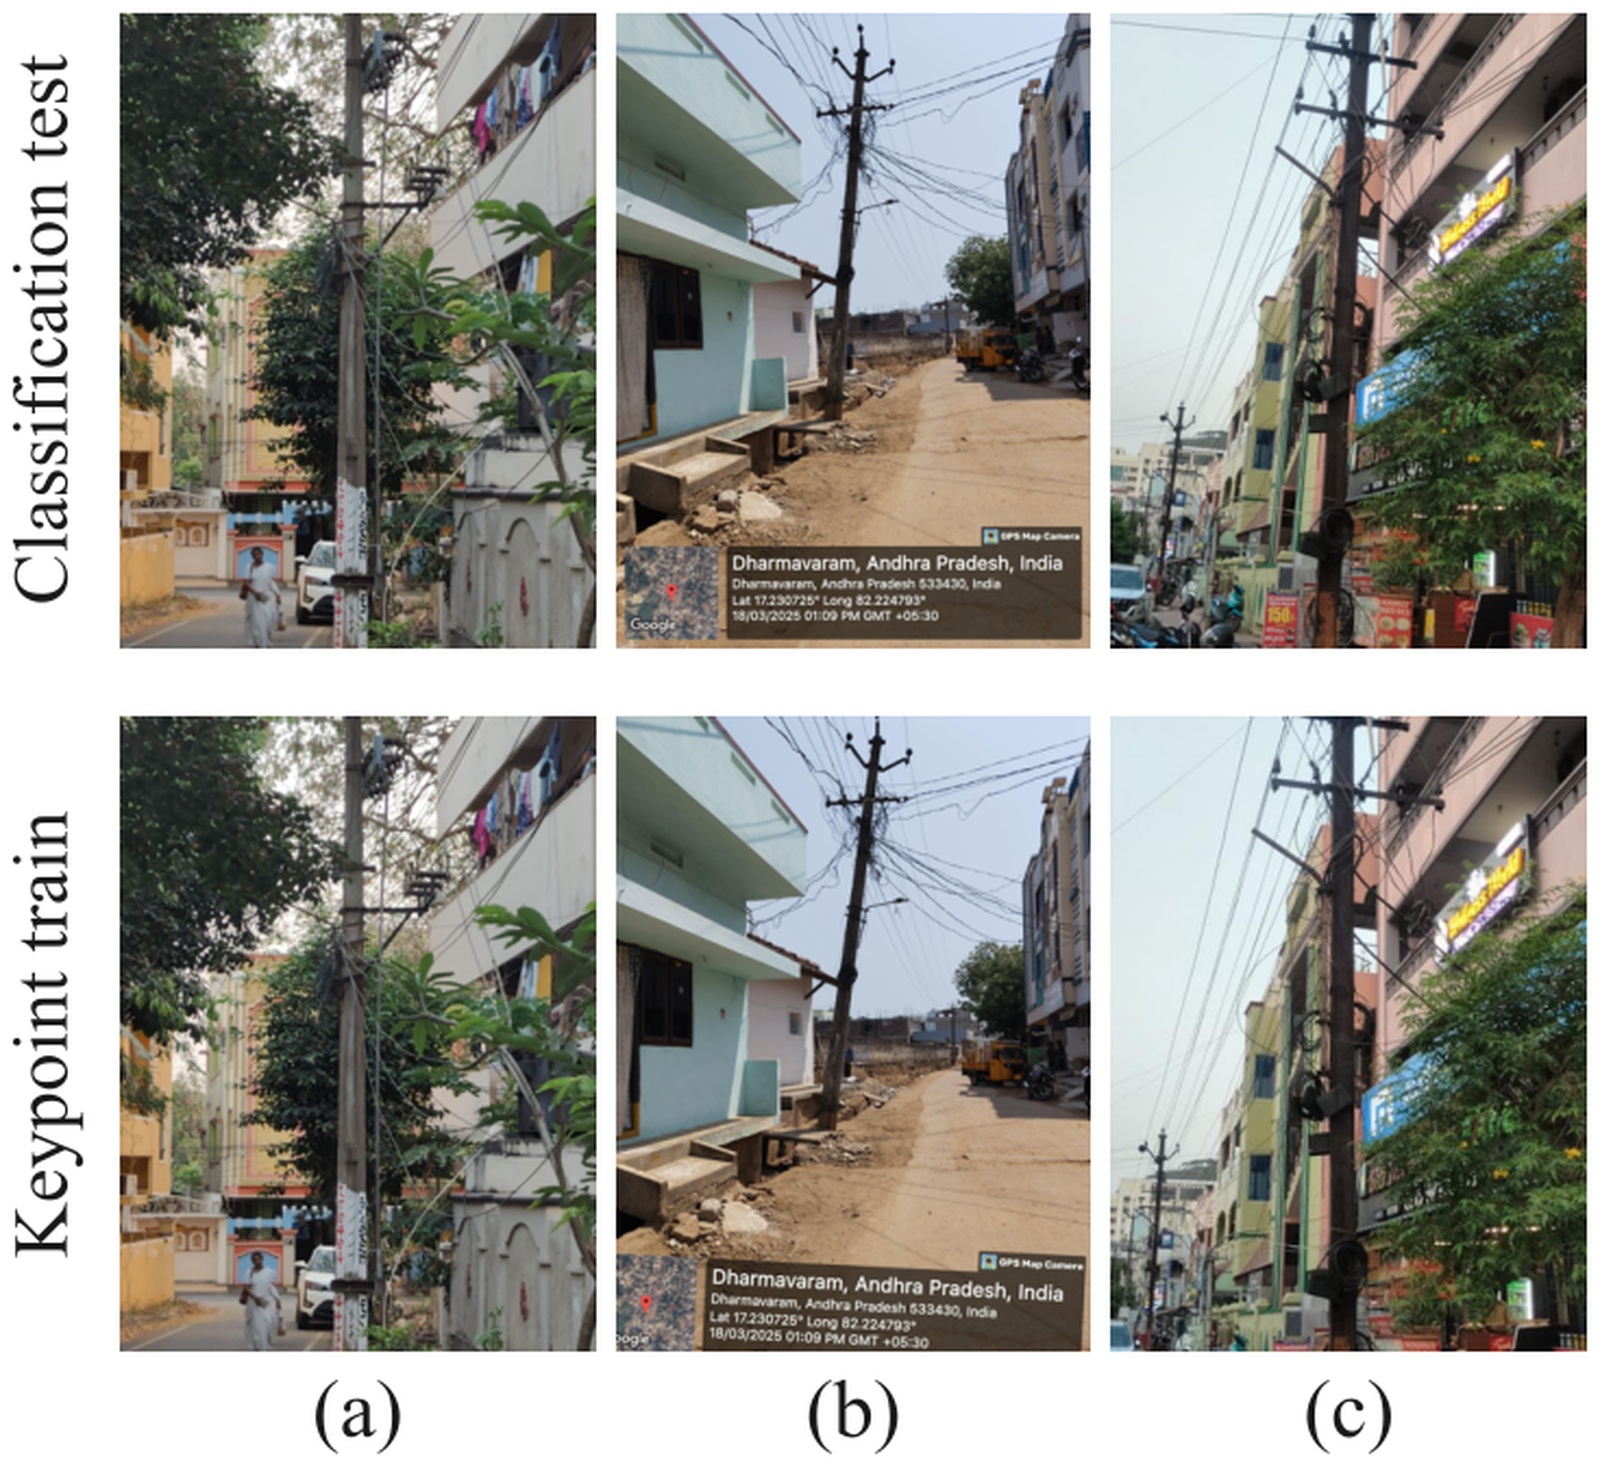 Classification test
GPS Map Camera
Dharmavaram, Andhra Pradesh, India
Dharmavaram, Andhra Pradesh 533430, India
Lat 17.230725° Long 82.224793°
18/03/2025 01:09 PM GMT +05:30
Google
150
Keypoint train
GPS Map Camera
Dharmavaram, Andhra Pradesh, India
Dharmavaram, Andhra Pradesh 533430, India
Lat 17.230725° Long 82.224793°
18/03/2025 01:09 PM GMT +05:30
oogle
(a)
(b)
(c)